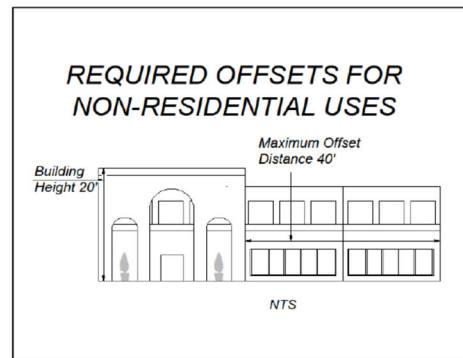 REQUIRED OFFSETS FOR
NON-RESIDENTIAL USES
Maximum Offset
Distance 40'
Building
Height 20'
NTS